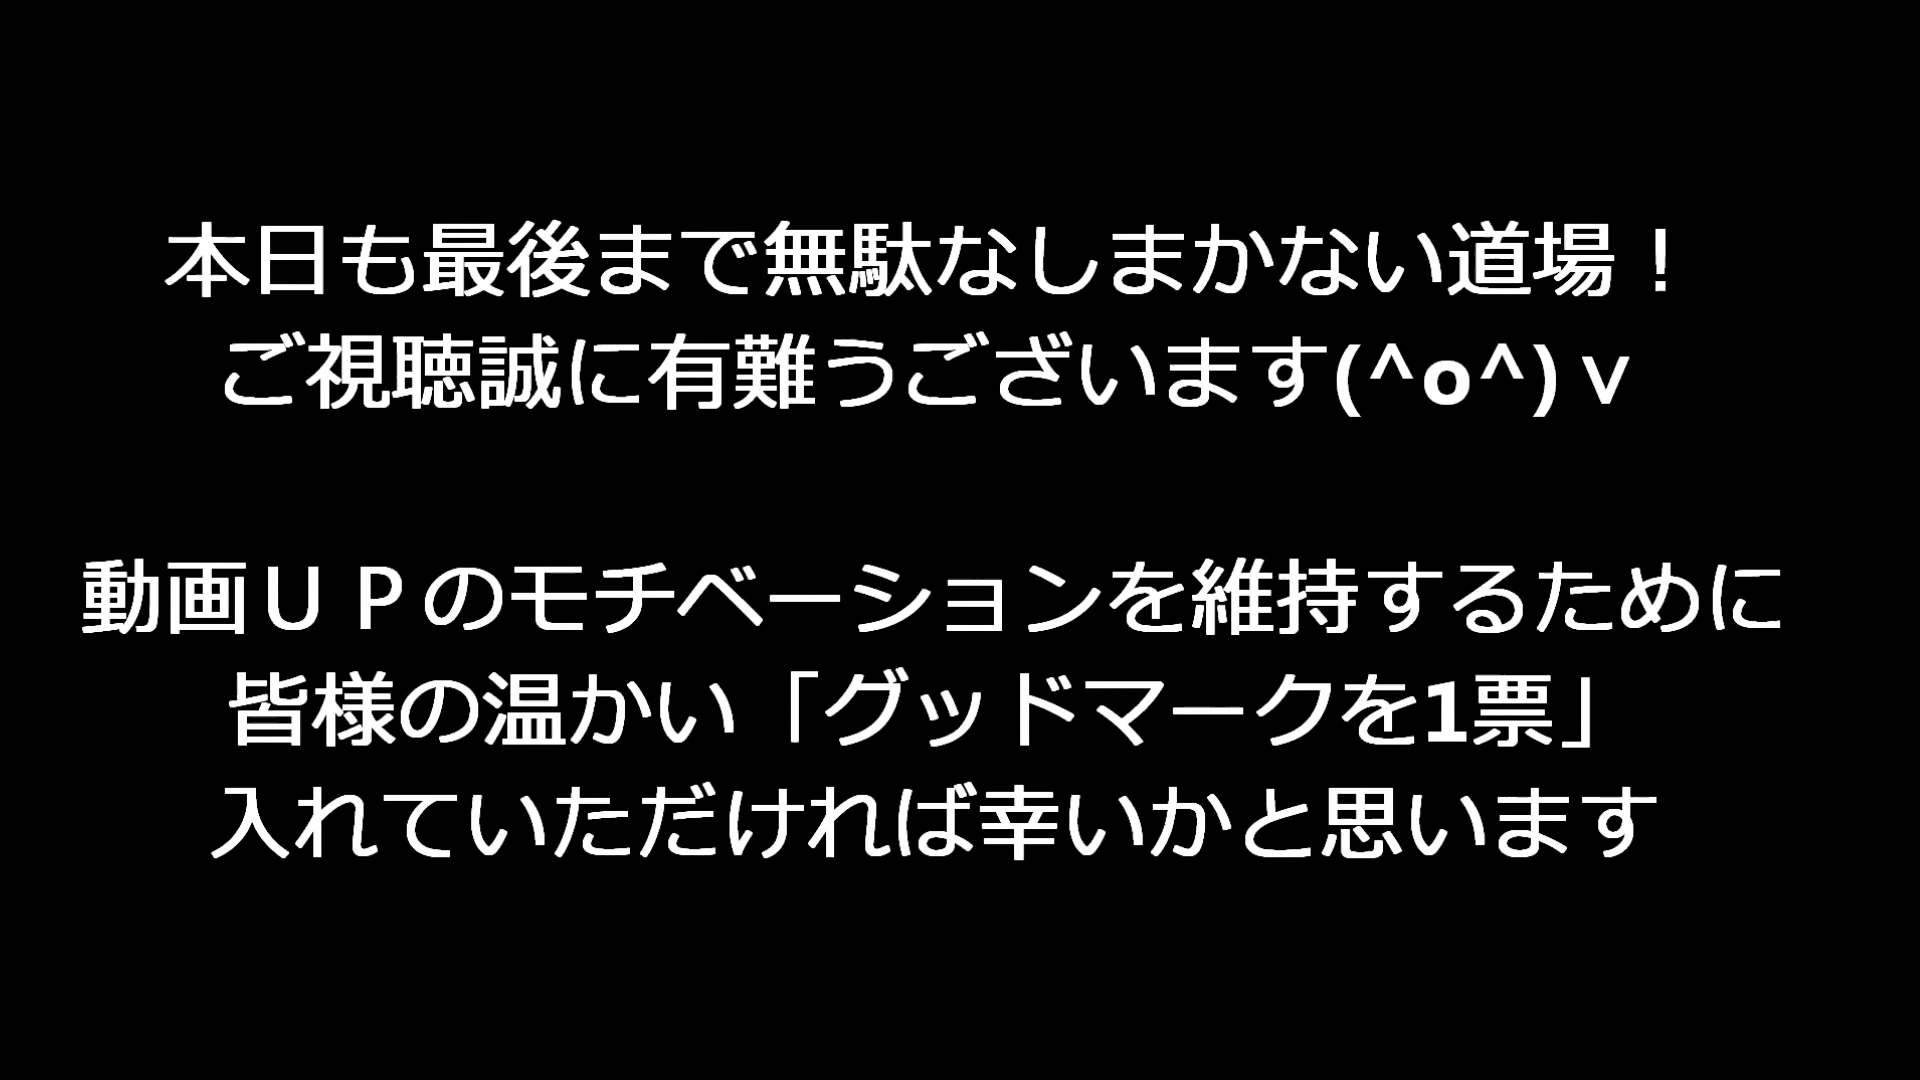 本日も最後まで無駄なしまかない道場！
ご視聴誠に有難うございます(^o^)ｖ
動画ＵＰのモチベーションを維持するために
皆様の温かい「グッドマークを1票」
入れていただければ幸いかと思います